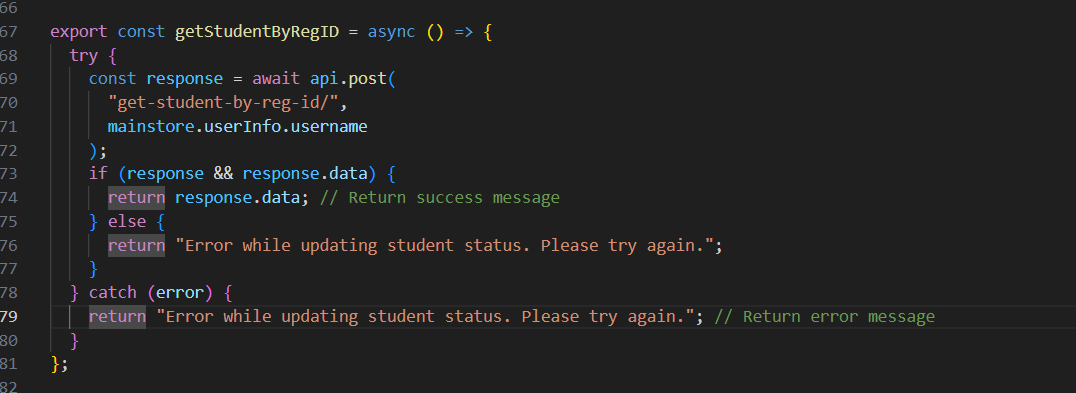 66
67 export const getStudentByRegID = async () => {
68 try {
69 const response = await api.post(
70 "get-student-by-reg-id/",
71 mainstore.userInfo.username
72 );
73 if (response && response.data) {
74 return response.data; // Return success message
75 } else {
76 return "Error while updating student status. Please try again.";
77 }
78 } catch (error) {
79 return "Error while updating student status. Please try again."; // Return error message
80 }
81 };
82